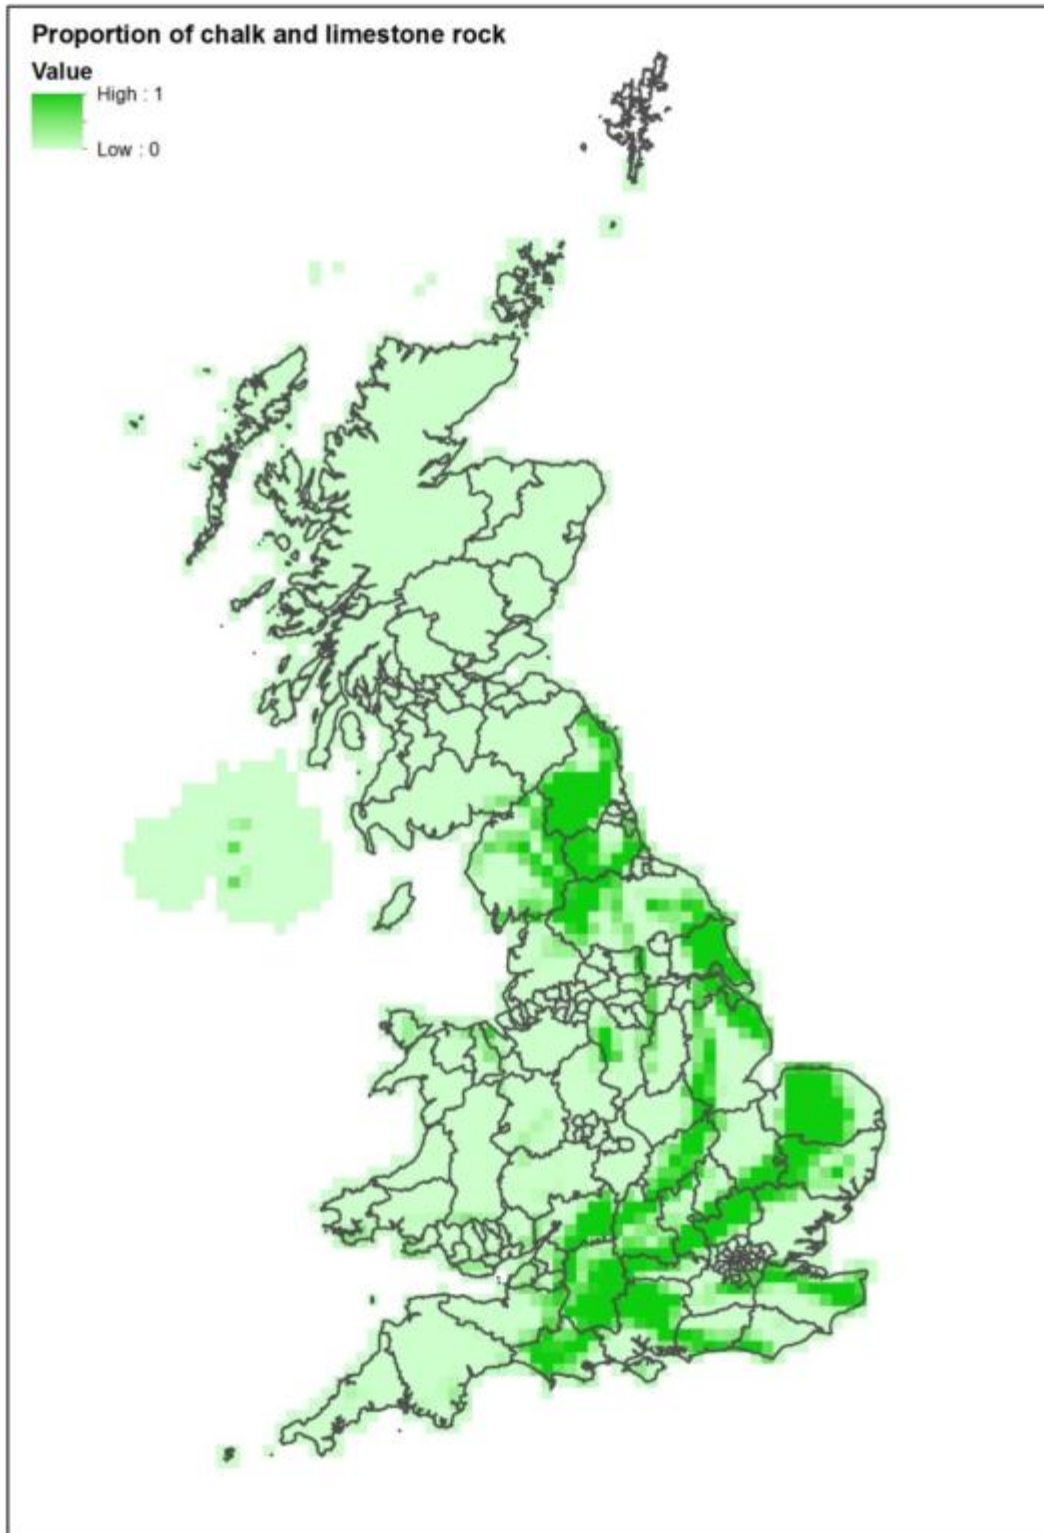 Proportion of chalk and limestone rock
Value
High : 1
Low : 0